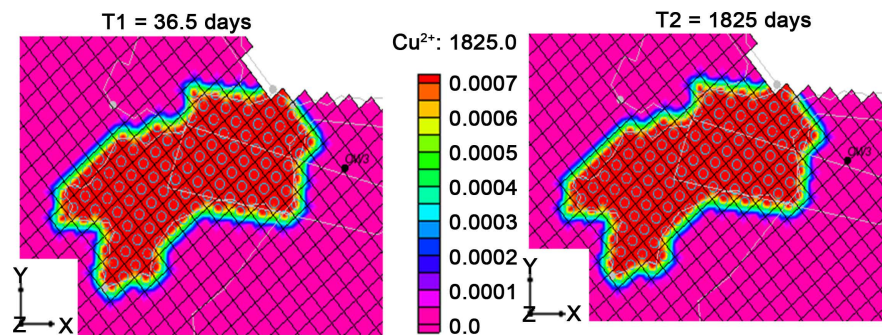 T1 = 36.5 days
T2 = 1825 days
Cu²⁺: 1825.0
0.0007
0.0006
0.0005
0.0004
0.0003
0.0002
0.0001
0.0
OW3
Y
Z
X
OW3
Y
Z
X